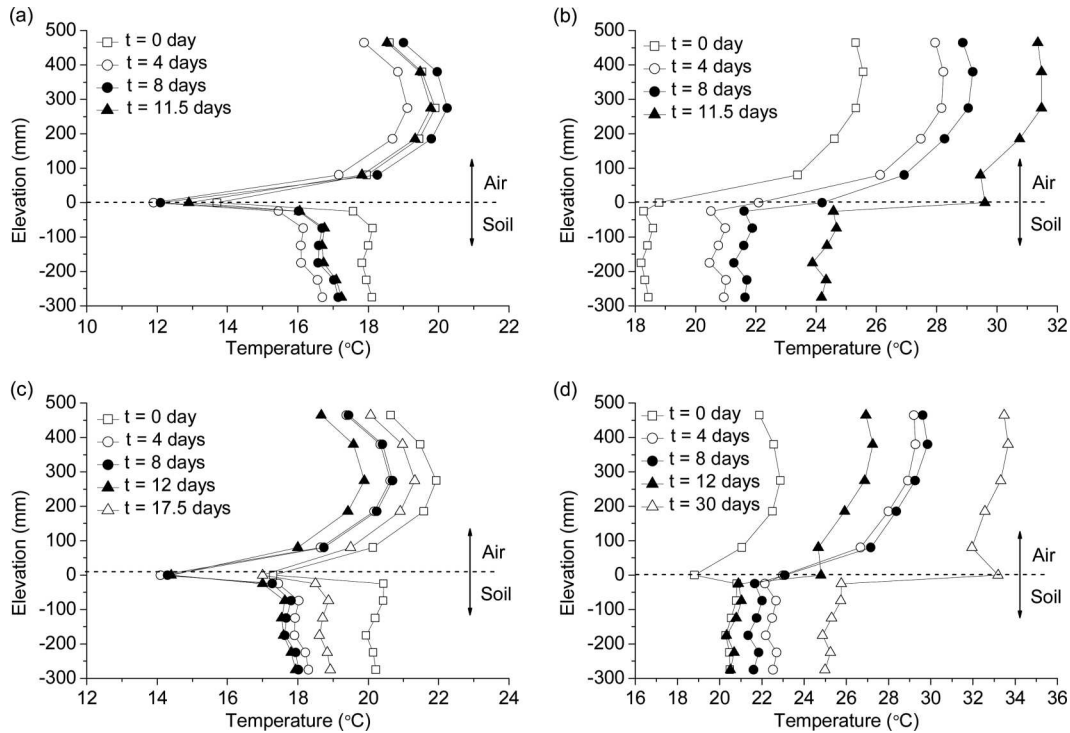 (a)
t = 0 day
t = 4 days
t = 8 days
t = 11.5 days
Air
Soil
Elevation (mm)
500
400
300
200
100
0
-100
-200
-300
10 12 14 16 18 20 22
Temperature (°C)
(b)
t = 0 day
t = 4 days
t = 8 days
t = 11.5 days
Air
Soil
Elevation (mm)
500
400
300
200
100
0
-100
-200
-300
18 20 22 24 26 28 30 32
Temperature (°C)
(c)
t = 0 day
t = 4 days
t = 8 days
t = 12 days
t = 17.5 days
Air
Soil
Elevation (mm)
500
400
300
200
100
0
-100
-200
-300
12 14 16 18 20 22 24
Temperature (°C)
(d)
t = 0 day
t = 4 days
t = 8 days
t = 12 days
t = 30 days
Air
Soil
Elevation (mm)
500
400
300
200
100
0
-100
-200
-300
16 18 20 22 24 26 28 30 32 34 36
Temperature (°C)